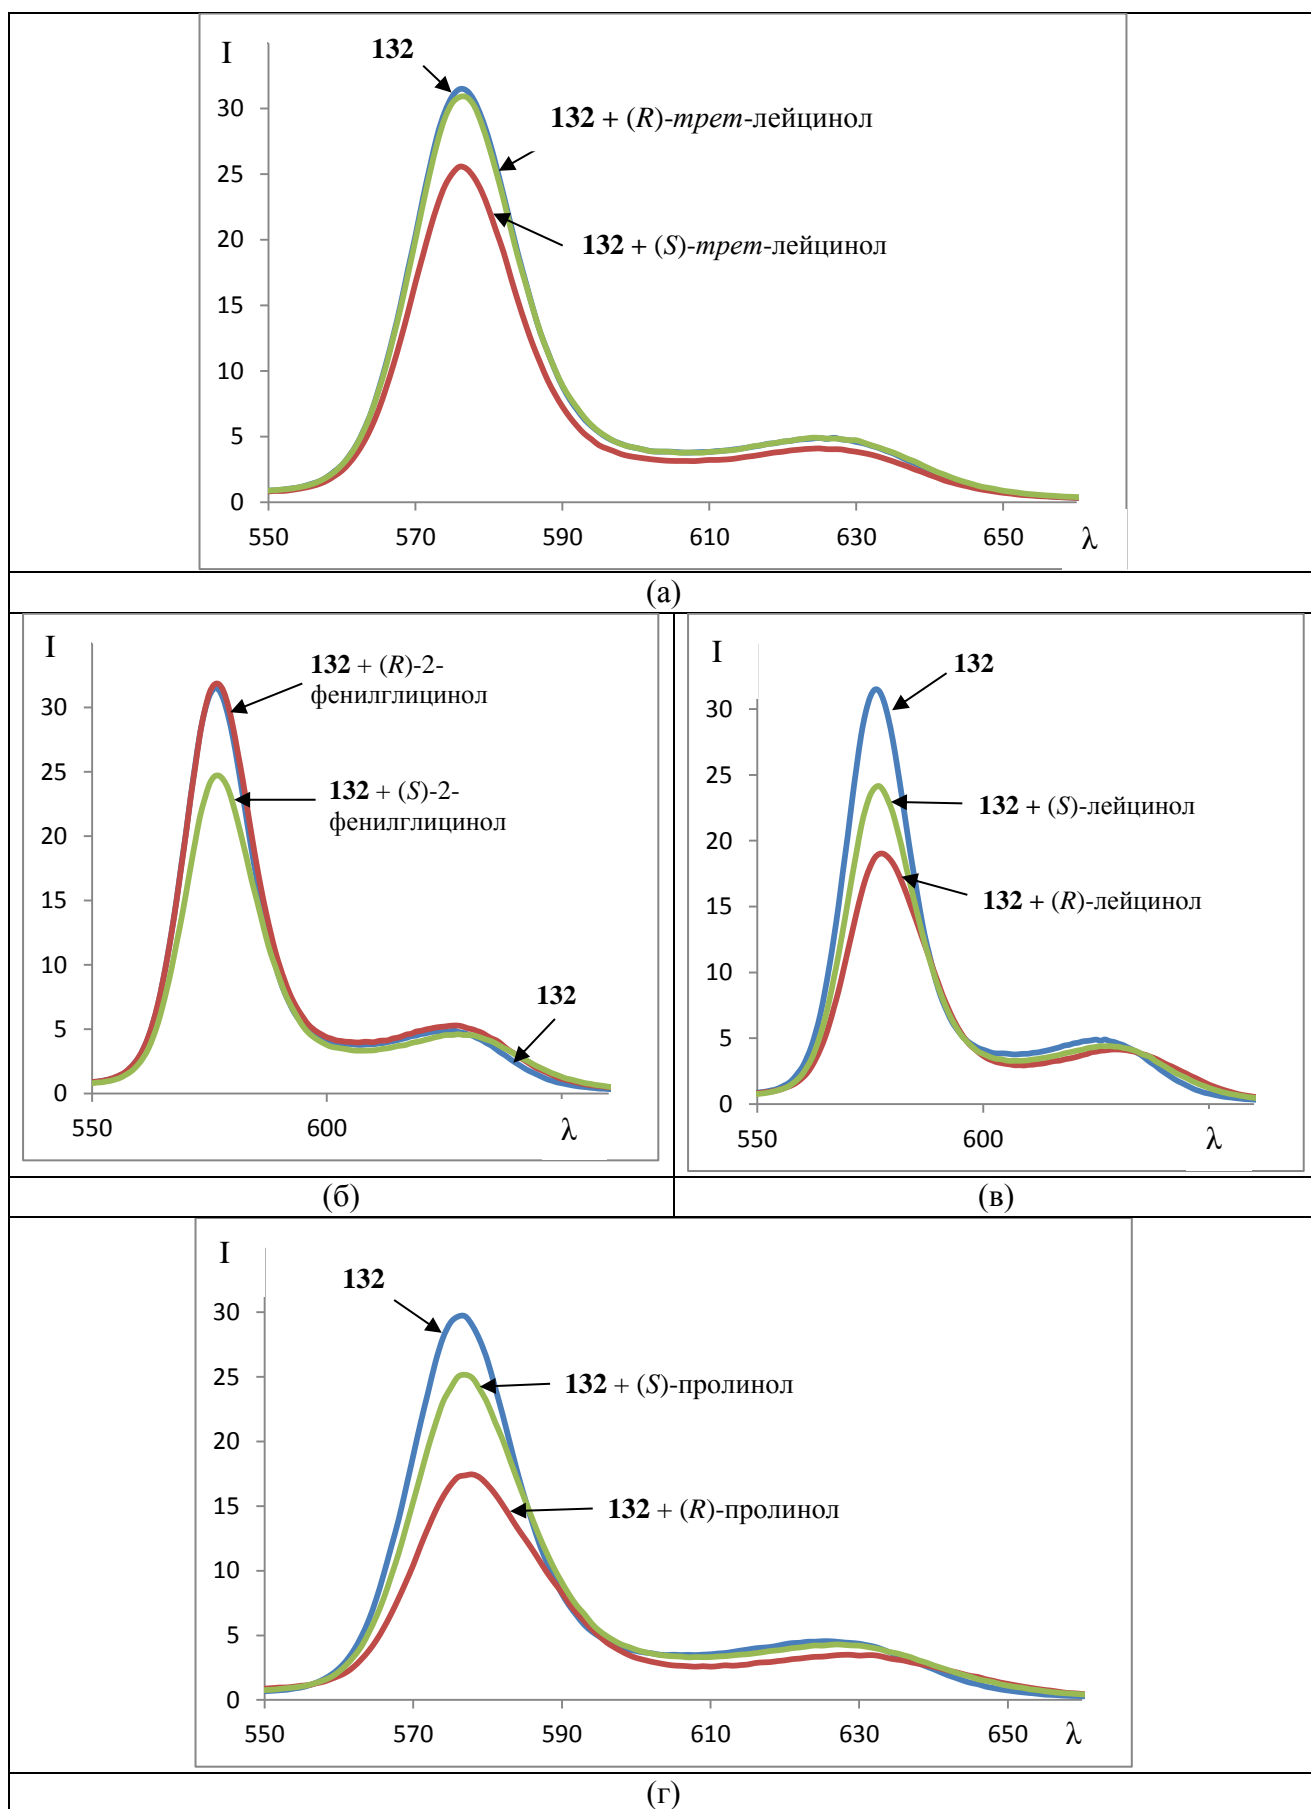 I
132
132 + (R)-трет-лейцинол
132 + (S)-трет-лейцинол
30
25
20
15
10
5
0
550 570 590 610 630 650 λ
(а)
I
132 + (R)-2-
фенилглицинол
132 + (S)-2-
фенилглицинол
132
30
25
20
15
10
5
0
550 600 λ
(б)
I
132
132 + (S)-лейцинол
132 + (R)-лейцинол
30
25
20
15
10
5
0
550 600 λ
(в)
I
132
132 + (S)-пролинол
132 + (R)-пролинол
30
25
20
15
10
5
0
550 570 590 610 630 650 λ
(г)